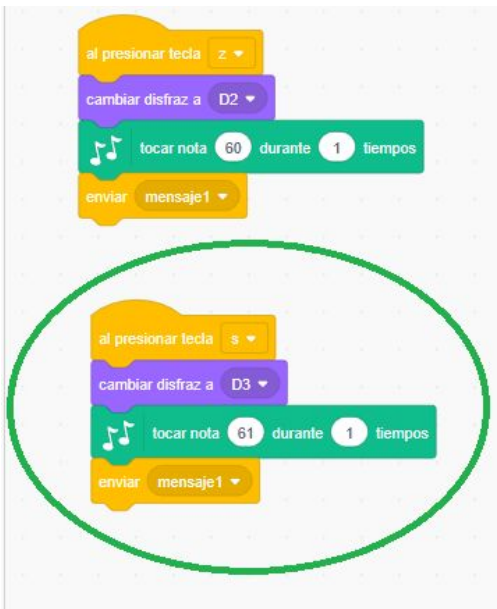 al presionar tecla z
cambiar disfraz a D2
tocar nota 60 durante 1 tiempos
enviar mensaje1
al presionar tecla s
cambiar disfraz a D3
tocar nota 61 durante 1 tiempos
enviar mensaje1